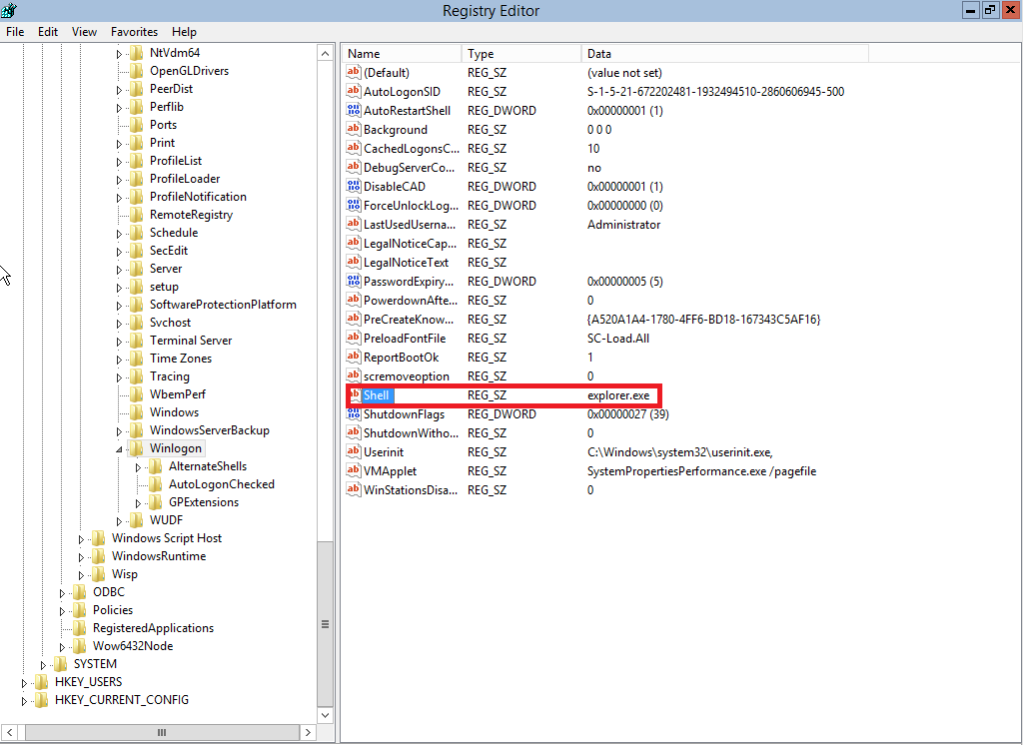 Registry Editor
File Edit View Favorites Help
NtVdm64
OpenGLDrivers
PeerDist
Perflib
Ports
Print
ProfileList
ProfileLoader
ProfileNotification
RemoteRegistry
Schedule
SecEdit
Server
setup
SoftwareProtectionPlatform
Svchost
Terminal Server
Time Zones
Tracing
WbemPerf
Windows
WindowsServerBackup
Winlogon
AlternateShells
AutoLogonChecked
GPExtensions
WUDF
Windows Script Host
WindowsRuntime
Wisp
ODBC
Policies
RegisteredApplications
Wow6432Node
SYSTEM
HKEY_USERS
HKEY_CURRENT_CONFIG
Name Type Data
(Default) REG_SZ (value not set)
AutoLogonSID REG_SZ S-1-5-21-672202481-1932494510-2860606945-500
AutoRestartShell REG_DWORD 0x00000001 (1)
Background REG_SZ 0 0 0
CachedLogonsC... REG_SZ 10
DebugServerCo... REG_SZ no
DisableCAD REG_DWORD 0x00000001 (1)
ForceUnlockLog... REG_DWORD 0x00000000 (0)
LastUsedUserna... REG_SZ Administrator
LegalNoticeCap... REG_SZ
LegalNoticeText REG_SZ
PasswordExpiry... REG_DWORD 0x00000005 (5)
PowerdownAfte... REG_SZ 0
PreCreateKnow... REG_SZ {A520A1A4-1780-4FF6-BD18-167343C5AF16}
PreloadFontFile REG_SZ SC-Load.All
ReportBootOk REG_SZ 1
scremoveoption REG_SZ 0
Shell REG_SZ explorer.exe
ShutdownFlags REG_DWORD 0x00000027 (39)
ShutdownWitho... REG_SZ 0
Userinit REG_SZ C:\Windows\system32\userinit.exe,
VMApplet REG_SZ SystemPropertiesPerformance.exe /pagefile
WinStationsDisa... REG_SZ 0